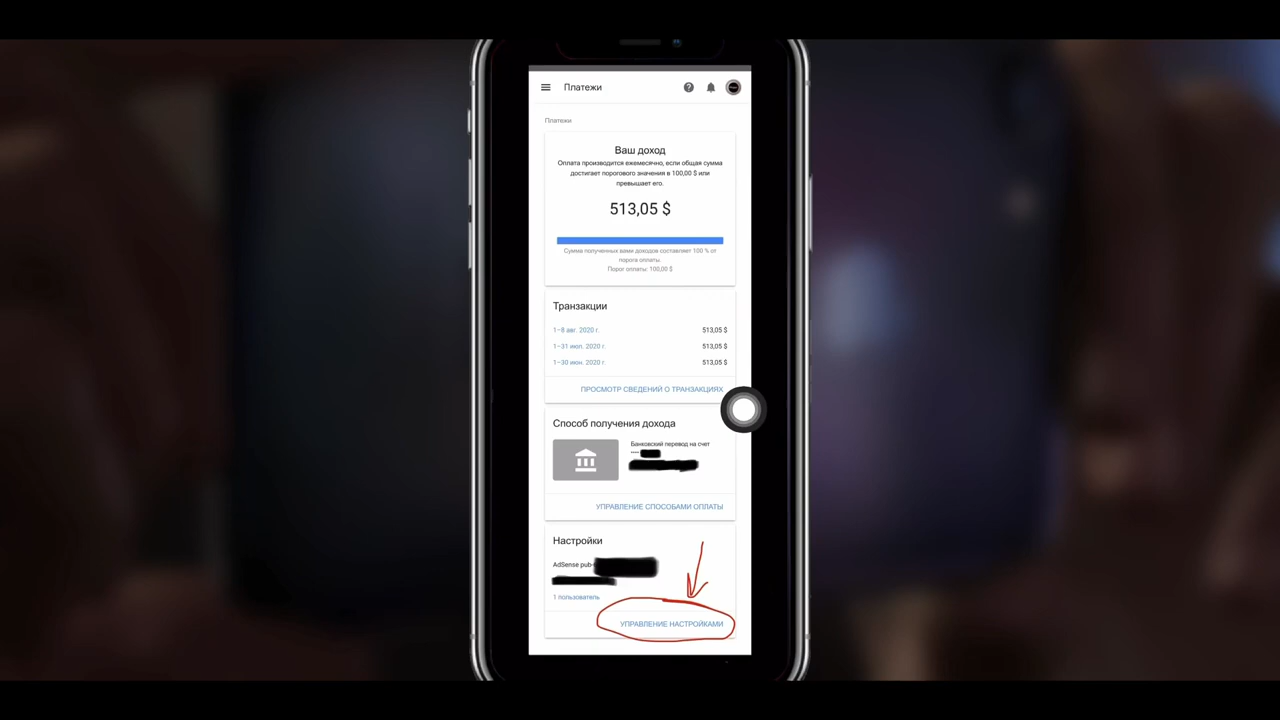 Платежи
Платежи
Ваш доход
Оплата производится ежемесячно, если общая сумма
достигает порогового значения в 100,00 $ или
превышает его.
513,05 $
Сумма полученных вами доходов составляет 100 % от
порога оплаты.
Порог оплаты: 100,00 $
Транзакции
1–8 авг. 2020 г. 513,05 $
1–31 июл. 2020 г. 513,05 $
1–30 июн. 2020 г. 513,05 $
ПРОСМОТР СВЕДЕНИЙ О ТРАНЗАКЦИЯХ
Способ получения дохода
Банковский перевод на счет
••••
УПРАВЛЕНИЕ СПОСОБАМИ ОПЛАТЫ
Настройки
AdSense pub-
1 пользователь
УПРАВЛЕНИЕ НАСТРОЙКАМИ